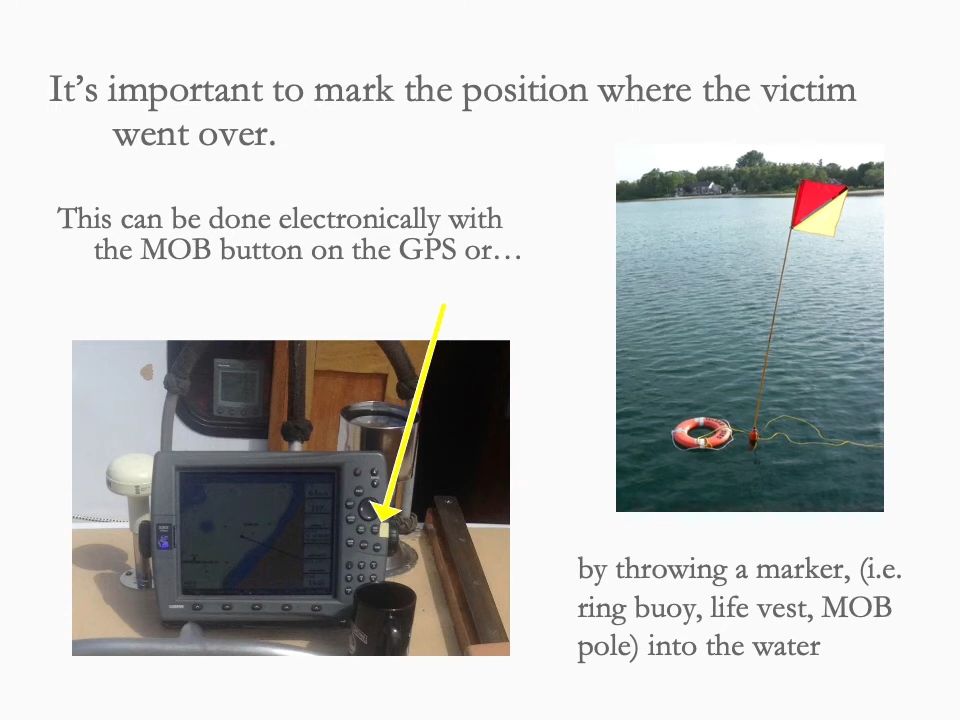 It’s important to mark the position where the victim
went over.
This can be done electronically with
the MOB button on the GPS or…
by throwing a marker, (i.e.
ring buoy, life vest, MOB
pole) into the water